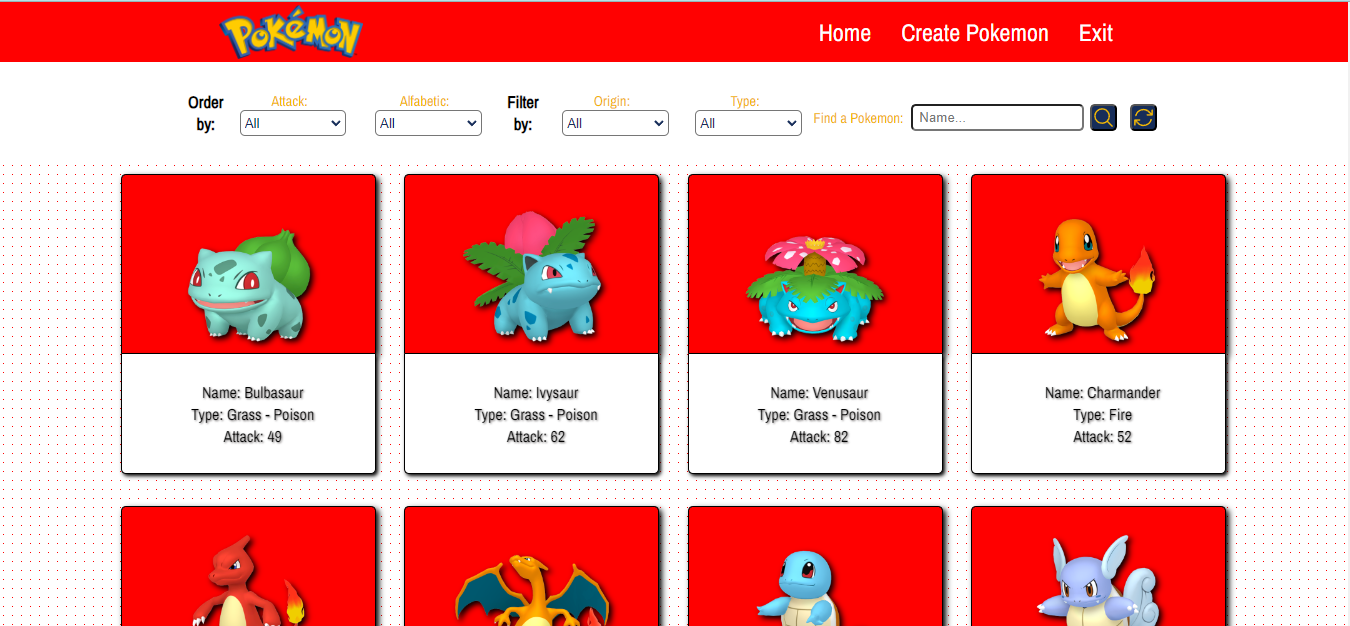 POKéMON
Home Create Pokemon Exit
Order by: Attack: All Alfabetic: All Filter by: Origin: All Type: All Find a Pokemon: Name...
Name: Bulbasaur
Type: Grass - Poison
Attack: 49
Name: Ivysaur
Type: Grass - Poison
Attack: 62
Name: Venusaur
Type: Grass - Poison
Attack: 82
Name: Charmander
Type: Fire
Attack: 52